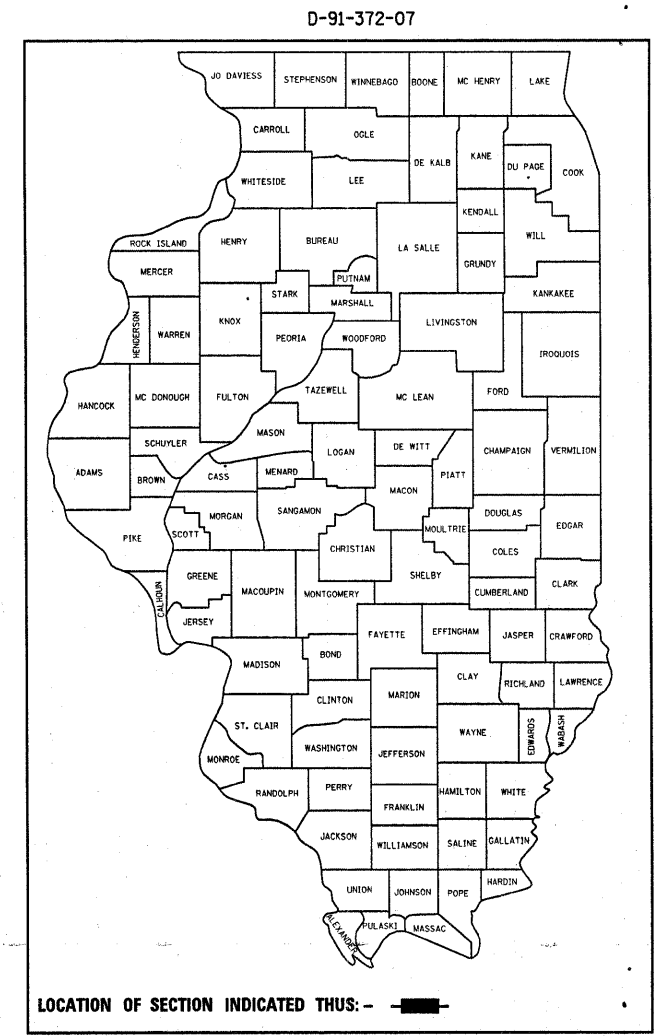 D-91-372-07
JO DAVIESS STEPHENSON WINNEBAGO BOONE MC HENRY LAKE
CARROLL OGLE DE KALB KANE DU PAGE COOK
WHITESIDE LEE
KENDALL
ROCK ISLAND HENRY BUREAU LA SALLE WILL
MERCER PUTNAM GRUNDY
STARK MARSHALL KANKAKEE
HENDERSON WARREN KNOX PEORIA WOODFORD LIVINGSTON IROQUOIS
HANCOCK MC DONOUGH FULTON TAZEWELL MC LEAN FORD
MASON
SCHUYLER LOGAN DE WITT CHAMPAIGN VERMILION
ADAMS BROWN CASS MENARD MACON PIATT
MORGAN SANGAMON DOUGLAS
PIKE SCOTT CHRISTIAN MOULTRIE COLES EDGAR
GREENE SHELBY
CALHOUN MACOUPIN MONTGOMERY CUMBERLAND CLARK
JERSEY FAYETTE EFFINGHAM JASPER CRAWFORD
MADISON BOND
CLAY RICHLAND LAWRENCE
CLINTON MARION
ST. CLAIR WAYNE EDWARDS WABASH
MONROE WASHINGTON JEFFERSON
RANDOLPH PERRY HAMILTON WHITE
FRANKLIN
JACKSON WILLIAMSON SALINE GALLATIN
UNION JOHNSON POPE HARDIN
ALEXANDER PULASKI MASSAC
LOCATION OF SECTION INDICATED THUS: -